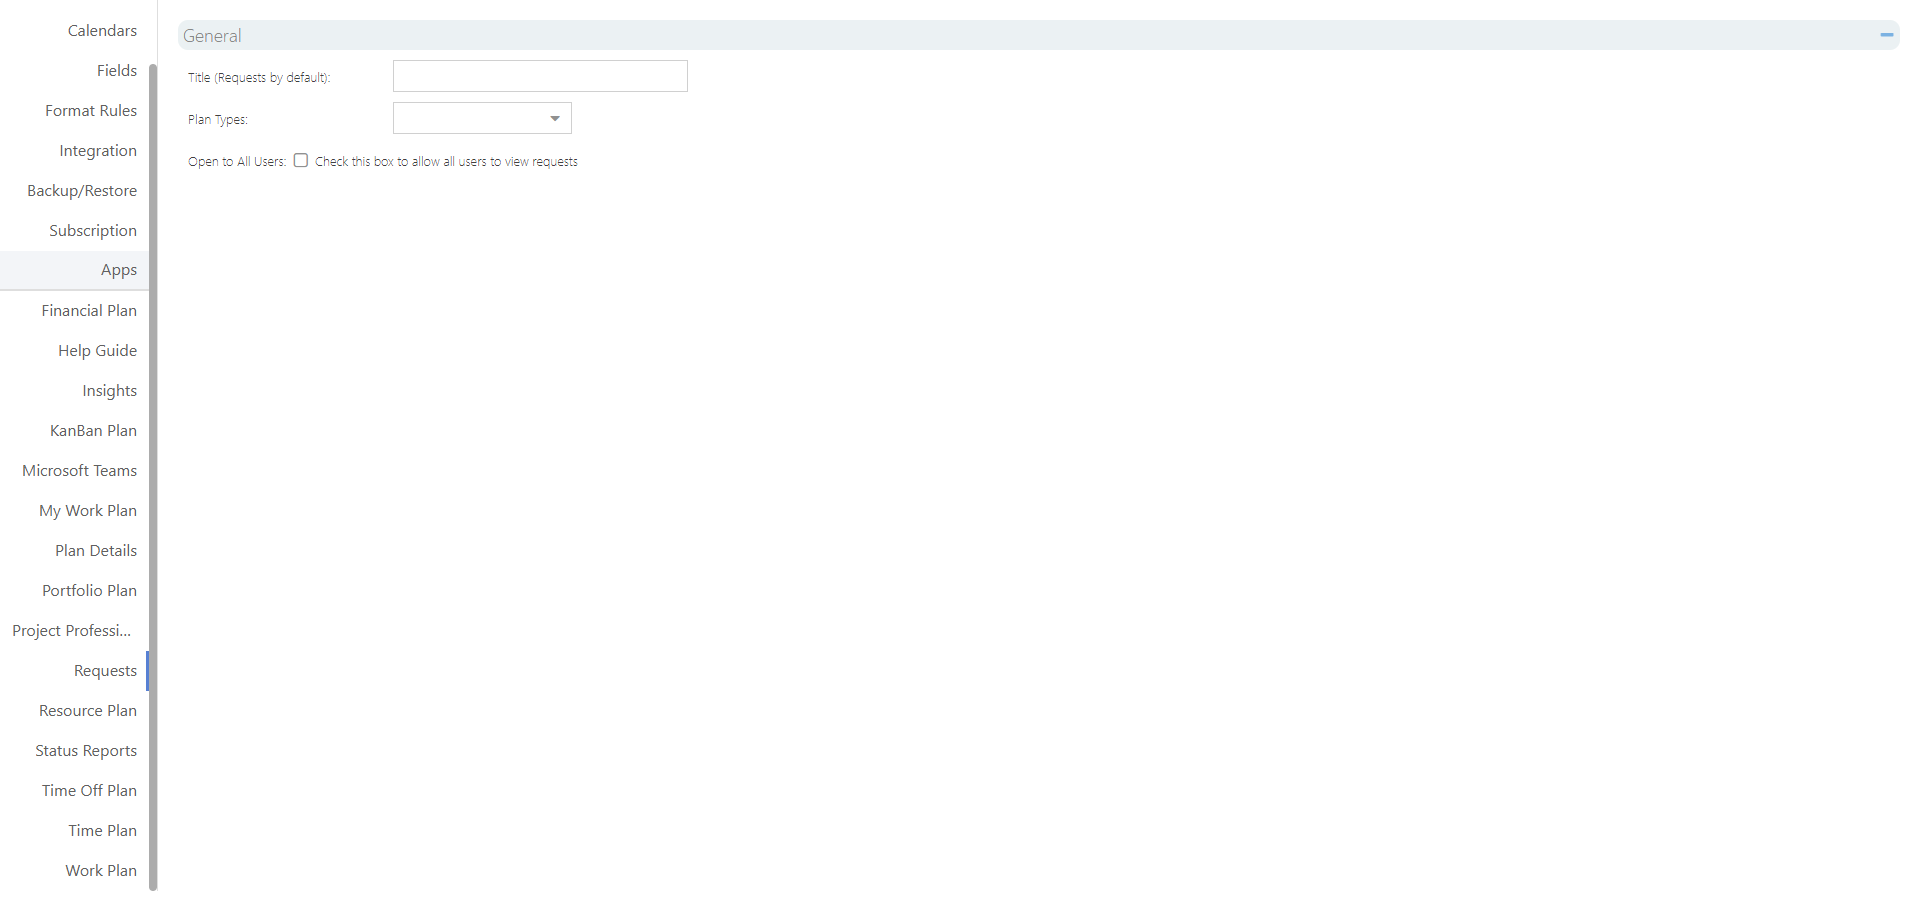 Calendars
Fields
Format Rules
Integration
Backup/Restore
Subscription
Apps
Financial Plan
Help Guide
Insights
KanBan Plan
Microsoft Teams
My Work Plan
Plan Details
Portfolio Plan
Project Professi...
Requests
Resource Plan
Status Reports
Time Off Plan
Time Plan
Work Plan
General
Title (Requests by default):
Plan Types:
Open to All Users: Check this box to allow all users to view requests